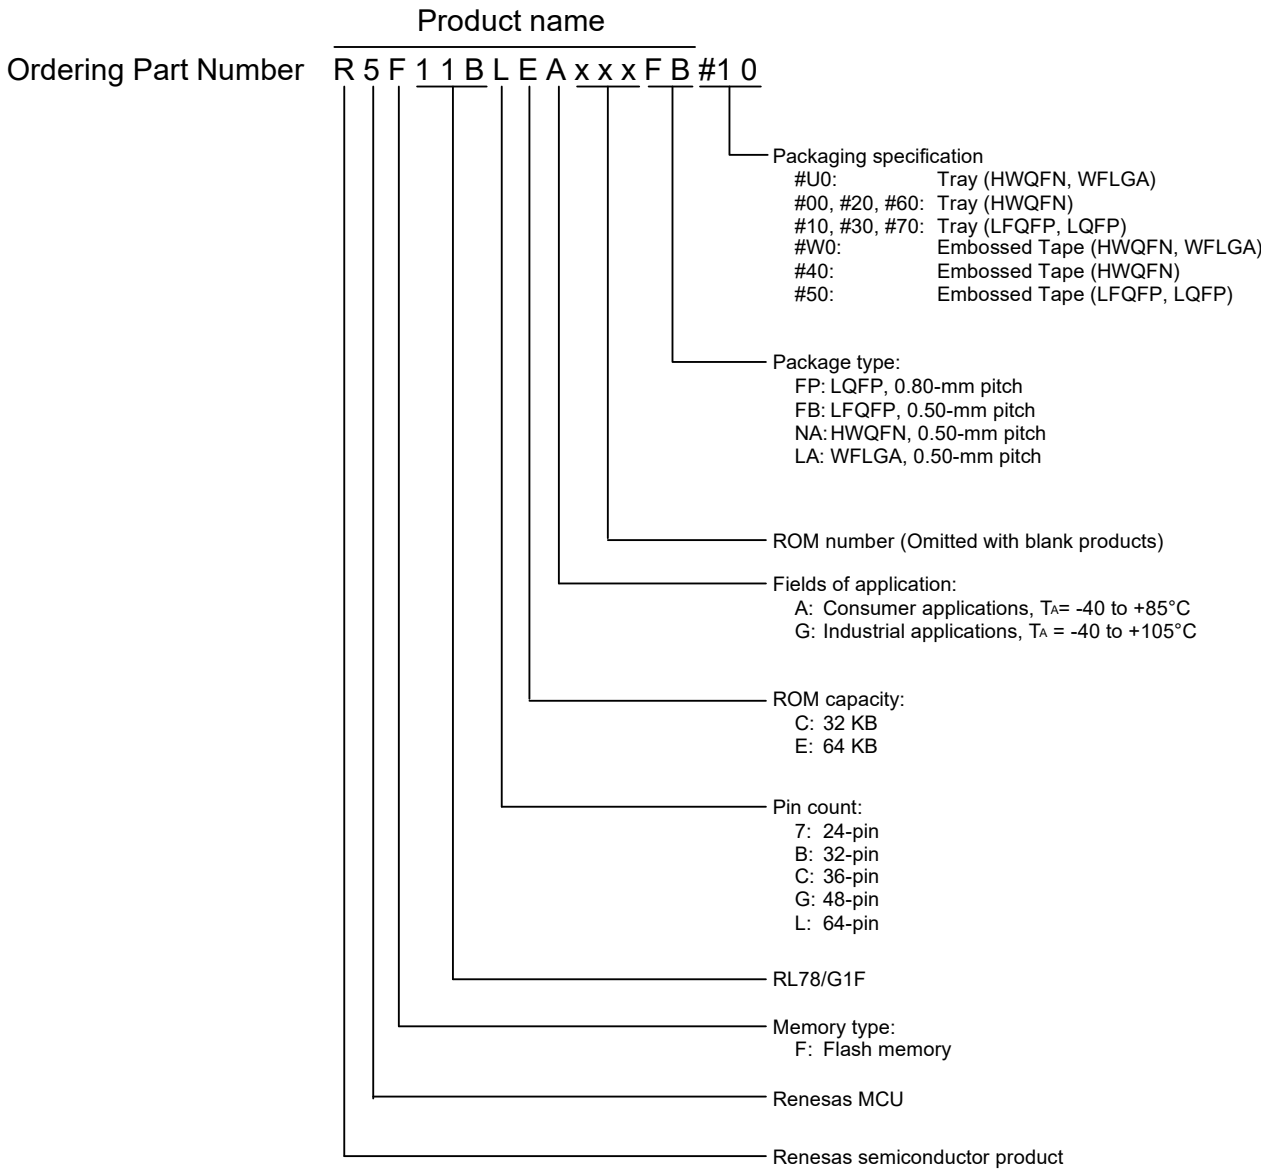 Product name
Ordering Part Number R 5 F 1 1 B L E A x x x F B #1 0
Packaging specification
#U0: Tray (HWQFN, WFLGA)
#00, #20, #60: Tray (HWQFN)
#10, #30, #70: Tray (LFQFP, LQFP)
#W0: Embossed Tape (HWQFN, WFLGA)
#40: Embossed Tape (HWQFN)
#50: Embossed Tape (LFQFP, LQFP)
Package type:
FP: LQFP, 0.80-mm pitch
FB: LFQFP, 0.50-mm pitch
NA: HWQFN, 0.50-mm pitch
LA: WFLGA, 0.50-mm pitch
ROM number (Omitted with blank products)
Fields of application:
A: Consumer applications, TA= -40 to +85°C
G: Industrial applications, TA = -40 to +105°C
ROM capacity:
C: 32 KB
E: 64 KB
Pin count:
7: 24-pin
B: 32-pin
C: 36-pin
G: 48-pin
L: 64-pin
RL78/G1F
Memory type:
F: Flash memory
Renesas MCU
Renesas semiconductor product